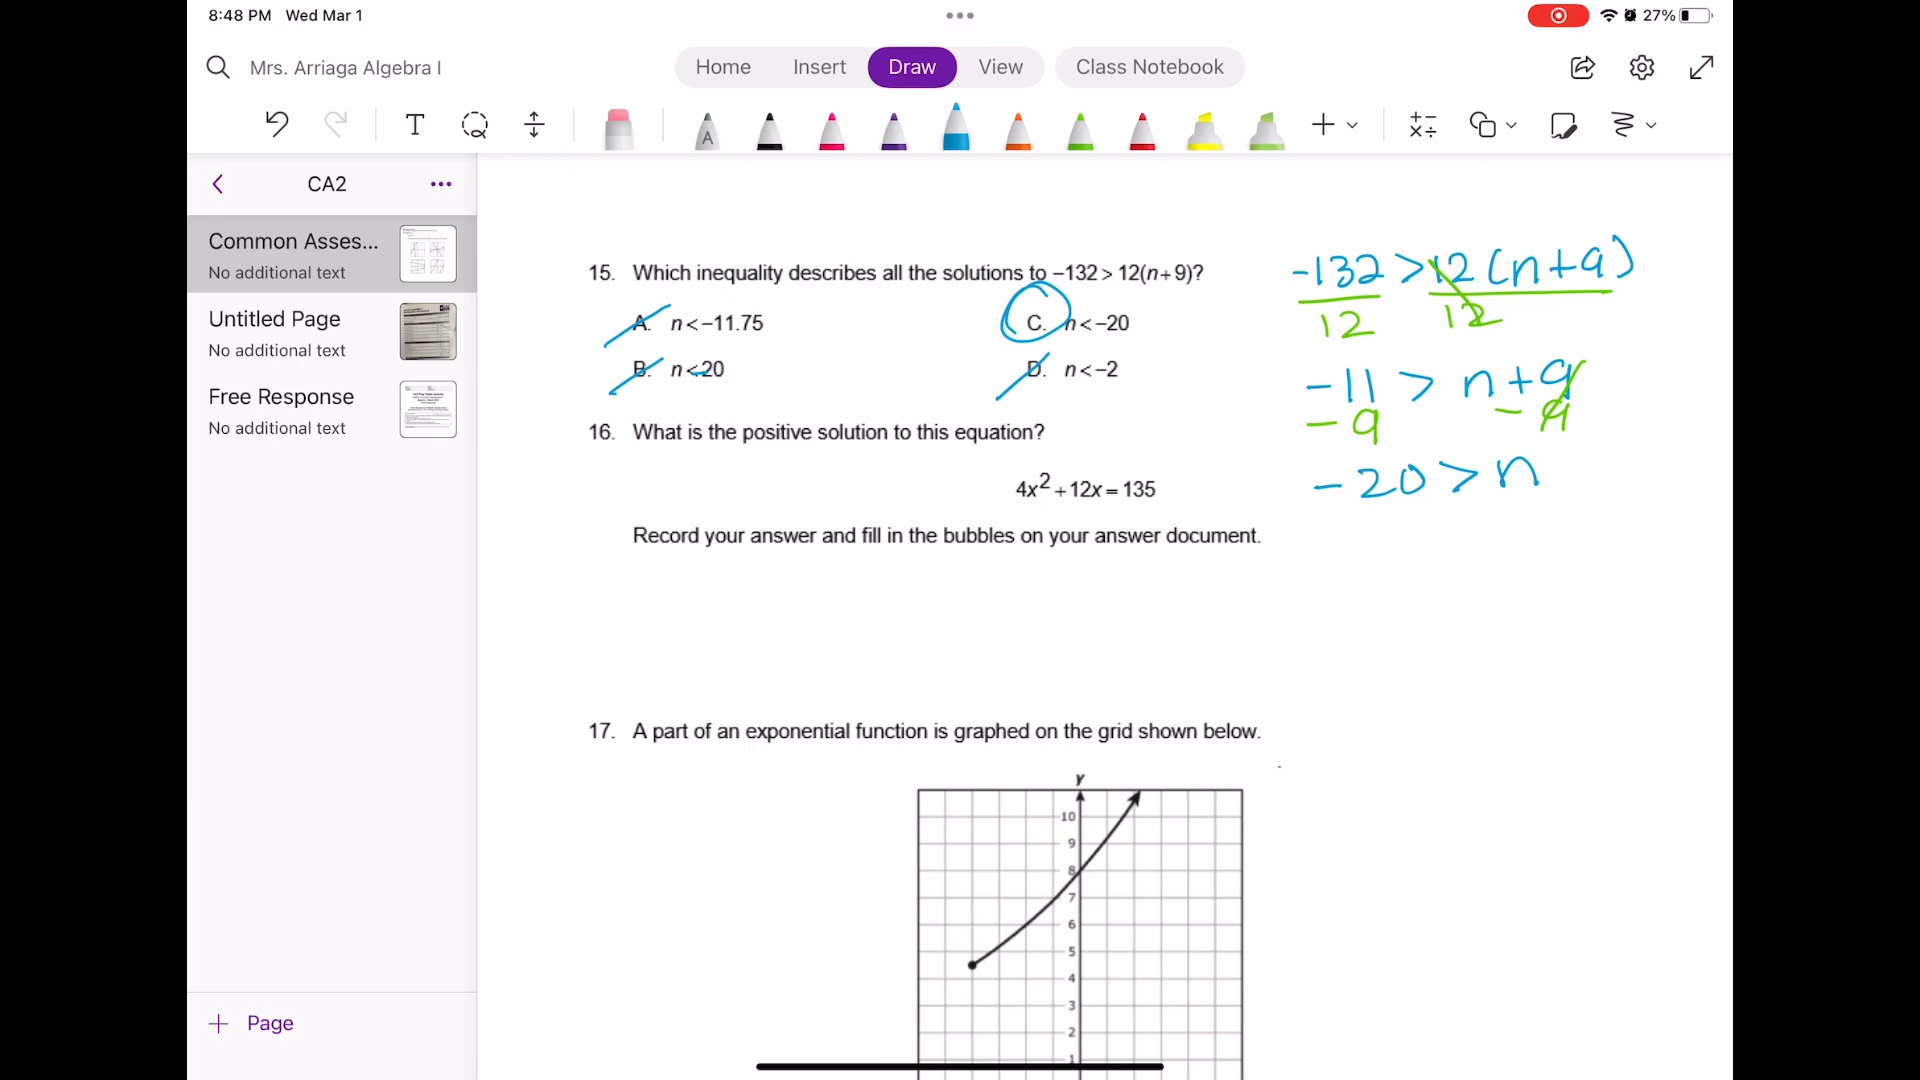 8:48 PM Wed Mar 1
27%
Mrs. Arriaga Algebra I
Home Insert Draw View Class Notebook
T
A
CA2
Common Asses...
No additional text
Untitled Page
No additional text
Free Response
No additional text
+ Page
15. Which inequality describes all the solutions to –132 > 12(n + 9)?
A. n < –11.75
C. n < –20
B. n < 20
D. n < –2
-132 > 12(n+9)
12 12
-11 > n+9
-9 -9
-20 > n
16. What is the positive solution to this equation?
4x² + 12x = 135
Record your answer and fill in the bubbles on your answer document.
17. A part of an exponential function is graphed on the grid shown below.
Y
10
9
8
7
6
5
4
3
2
1